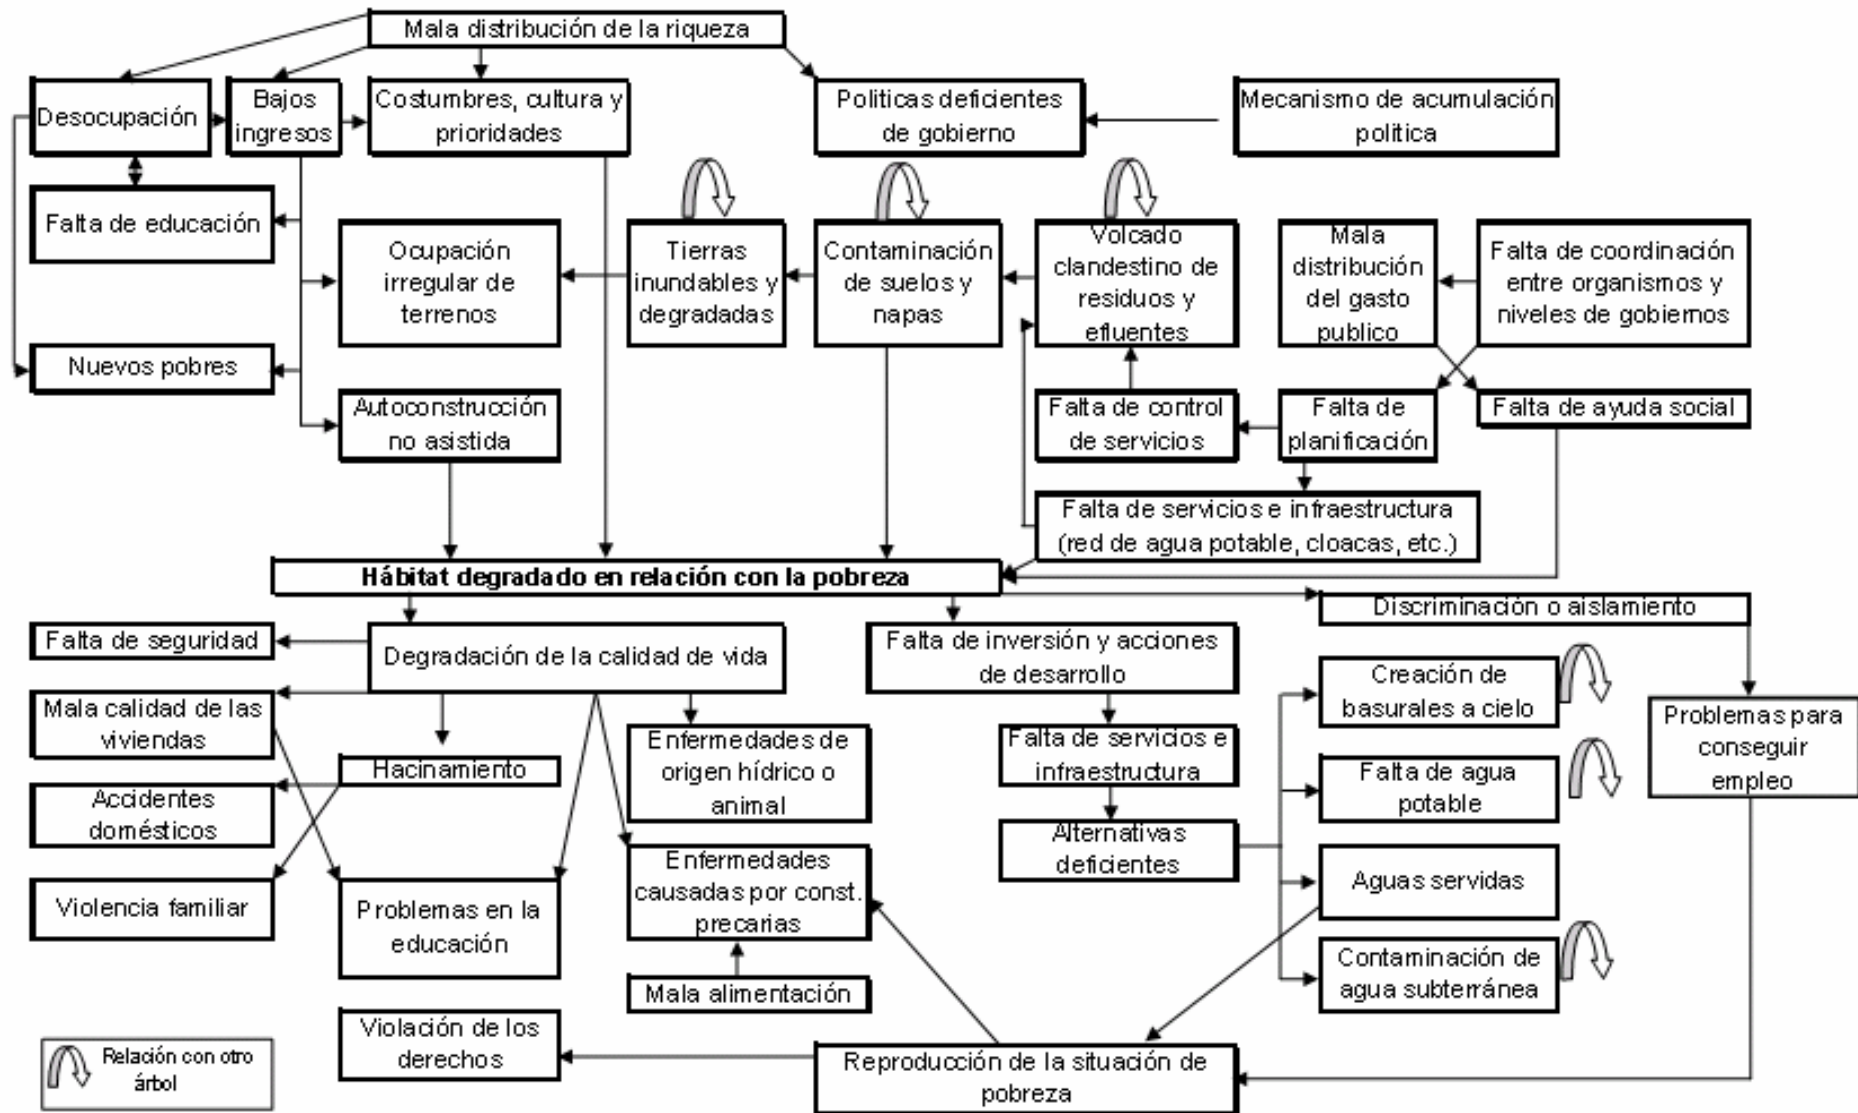 Mala distribución de la riqueza
Desocupación
Bajos
ingresos
Costumbres, cultura y
prioridades
Politicas deficientes
de gobierno
Mecanismo de acumulación
politica
Falta de educación
Ocupación
irregular de
terrenos
Tierras
inundables y
degradadas
Contaminación
de suelos y
napas
Volcado
clandestino de
residuos y
efluentes
Mala
distribución
del gasto
publico
Falta de coordinación
entre organismos y
niveles de gobiernos
Nuevos pobres
Autoconstrucción
no asistida
Falta de control
de servicios
Falta de
planificación
Falta de ayuda social
Falta de servicios e infraestructura
(red de agua potable, cloacas, etc.)
Hábitat degradado en relación con la pobreza
Discriminación o aislamiento
Falta de seguridad
Degradación de la calidad de vida
Falta de inversión y acciones
de desarrollo
Creación de
basurales a cielo
Mala calidad de las
viviendas
Enfermedades de
origen hídrico o
animal
Falta de servicios e
infraestructura
Problemas para
conseguir
empleo
Hacinamiento
Falta de agua
potable
Accidentes
domésticos
Alternativas
deficientes
Enfermedades
causadas por const.
precarias
Aguas servidas
Violencia familiar
Problemas en la
educación
Contaminación de
agua subterránea
Mala alimentación
Violación de los
derechos
Reproducción de la situación de
pobreza
Relación con otro
árbol